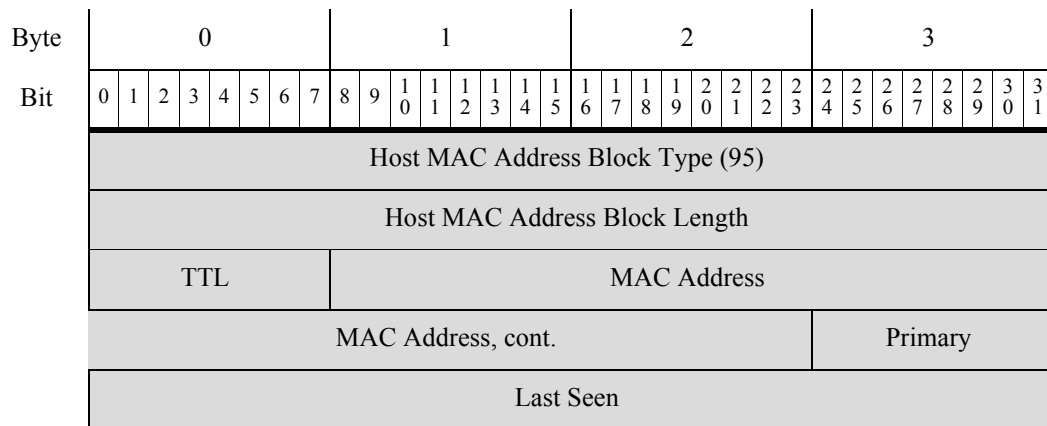 Byte 0 1 2 3
Bit 0 1 2 3 4 5 6 7 8 9 10 11 12 13 14 15 16 17 18 19 20 21 22 23 24 25 26 27 28 29 30 31
Host MAC Address Block Type (95)
Host MAC Address Block Length
TTL MAC Address
MAC Address, cont. Primary
Last Seen